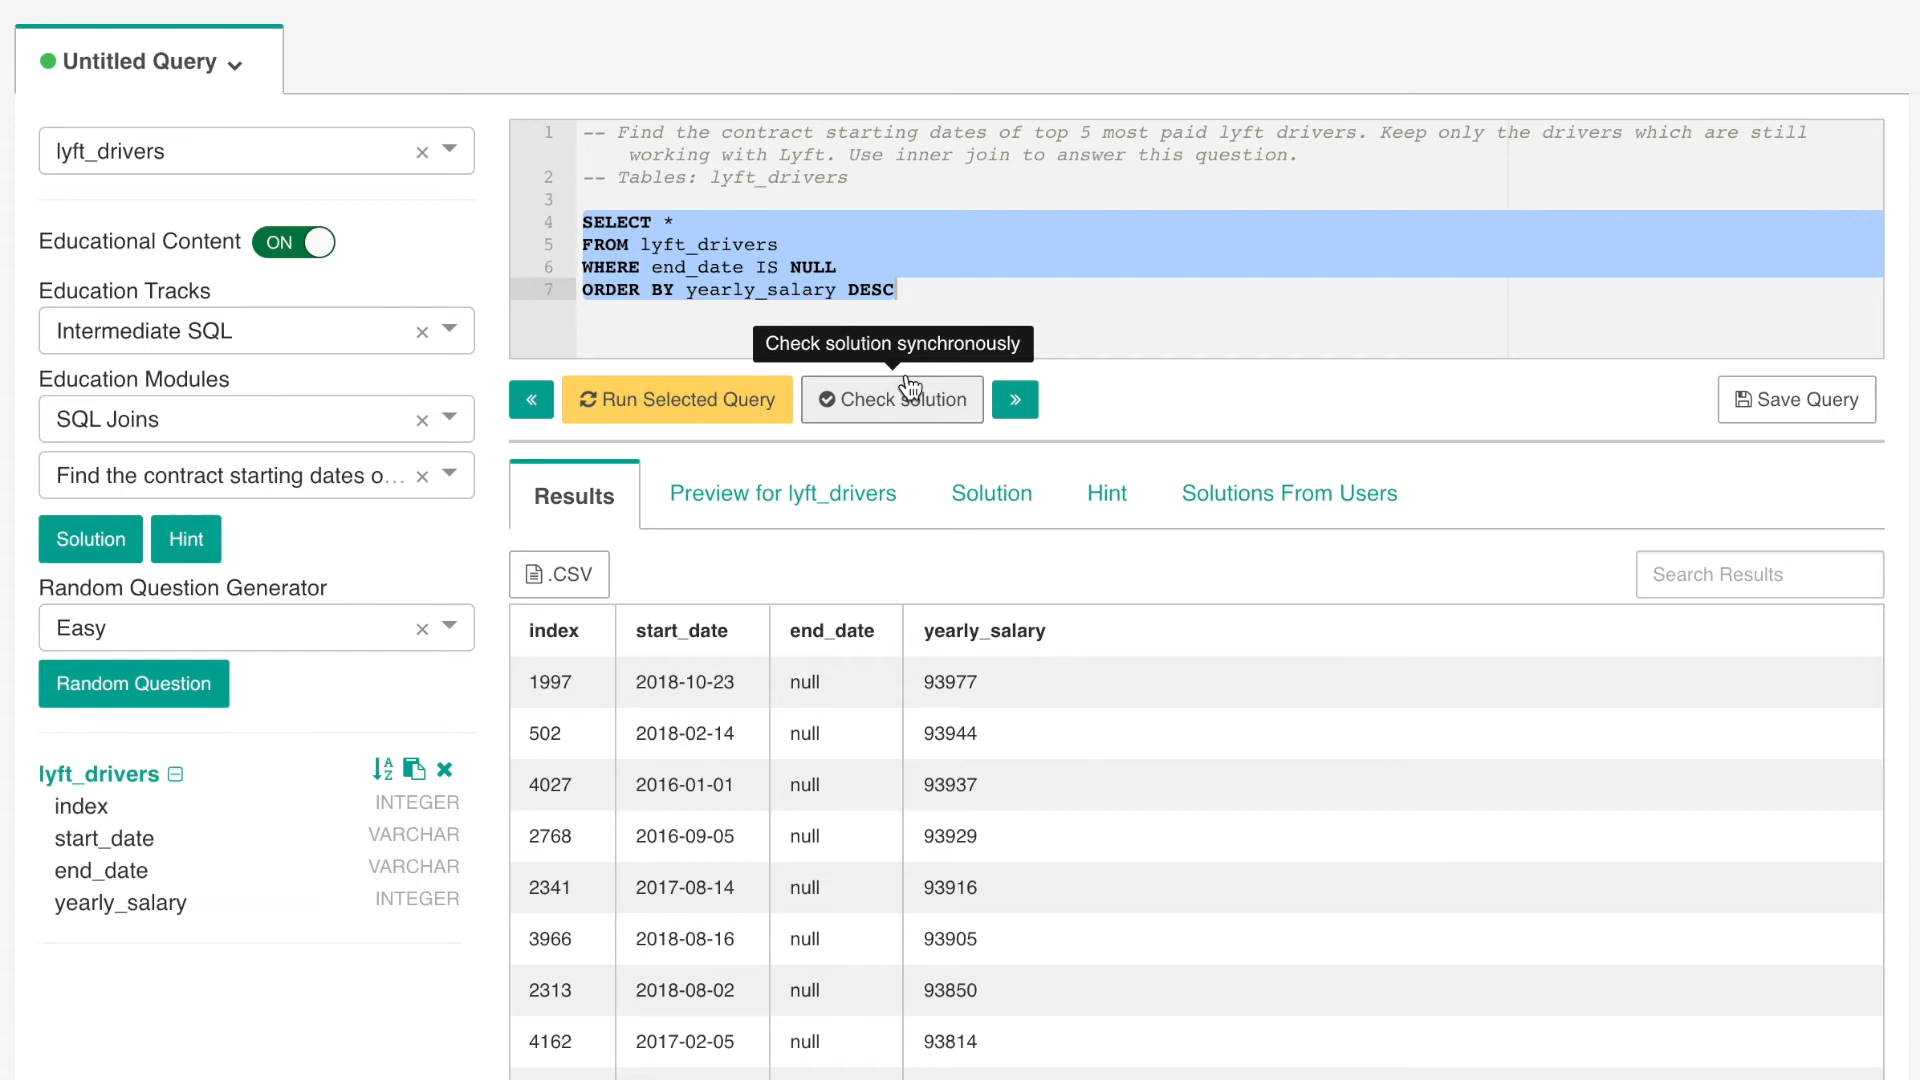 Untitled Query
lyft_drivers
Educational Content ON
Education Tracks
Intermediate SQL
Education Modules
SQL Joins
Find the contract starting dates o...
Solution Hint
Random Question Generator
Easy
Random Question
lyft_drivers
index INTEGER
start_date VARCHAR
end_date VARCHAR
yearly_salary INTEGER
1 -- Find the contract starting dates of top 5 most paid lyft drivers. Keep only the drivers which are still
working with Lyft. Use inner join to answer this question.
2 -- Tables: lyft_drivers
3
4 SELECT *
5 FROM lyft_drivers
6 WHERE end_date IS NULL
7 ORDER BY yearly_salary DESC
Check solution synchronously
« Run Selected Query Check solution » Save Query
Results Preview for lyft_drivers Solution Hint Solutions From Users
.CSV Search Results
index start_date end_date yearly_salary
1997 2018-10-23 null 93977
502 2018-02-14 null 93944
4027 2016-01-01 null 93937
2768 2016-09-05 null 93929
2341 2017-08-14 null 93916
3966 2018-08-16 null 93905
2313 2018-08-02 null 93850
4162 2017-02-05 null 93814